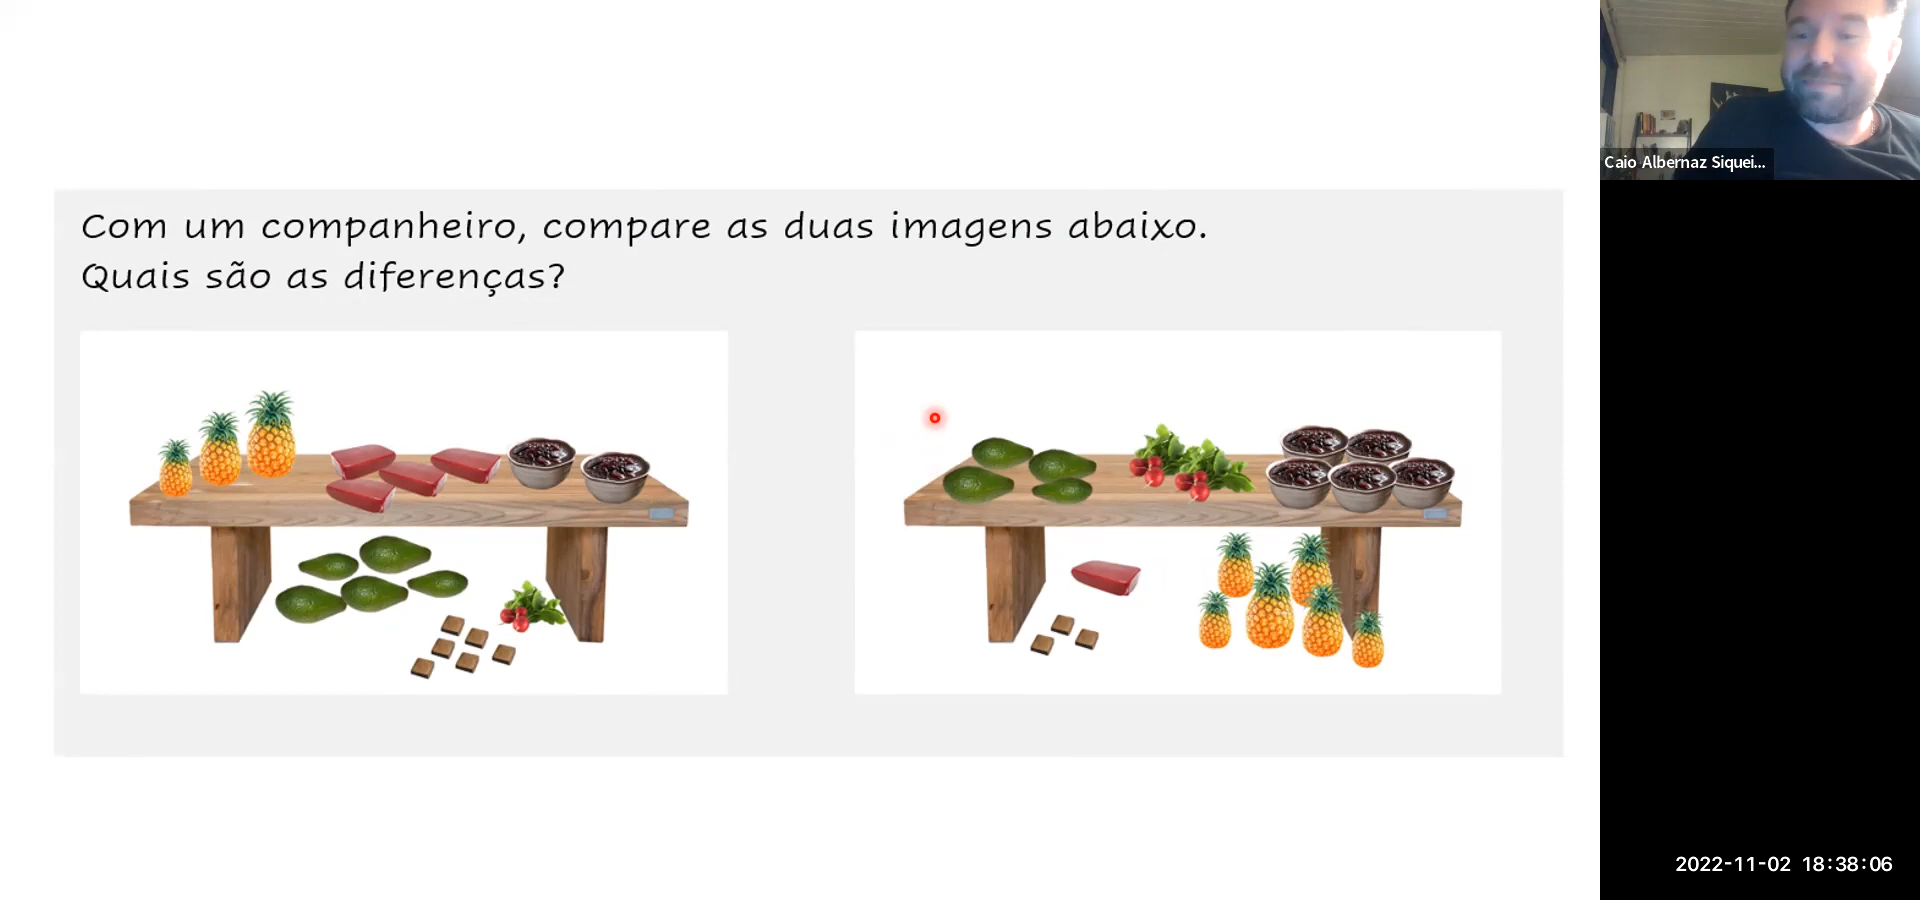 Com um companheiro, compare as duas imagens abaixo.
Quais são as diferenças?
Caio Albernaz Siquei...
2022-11-02 18:38:06